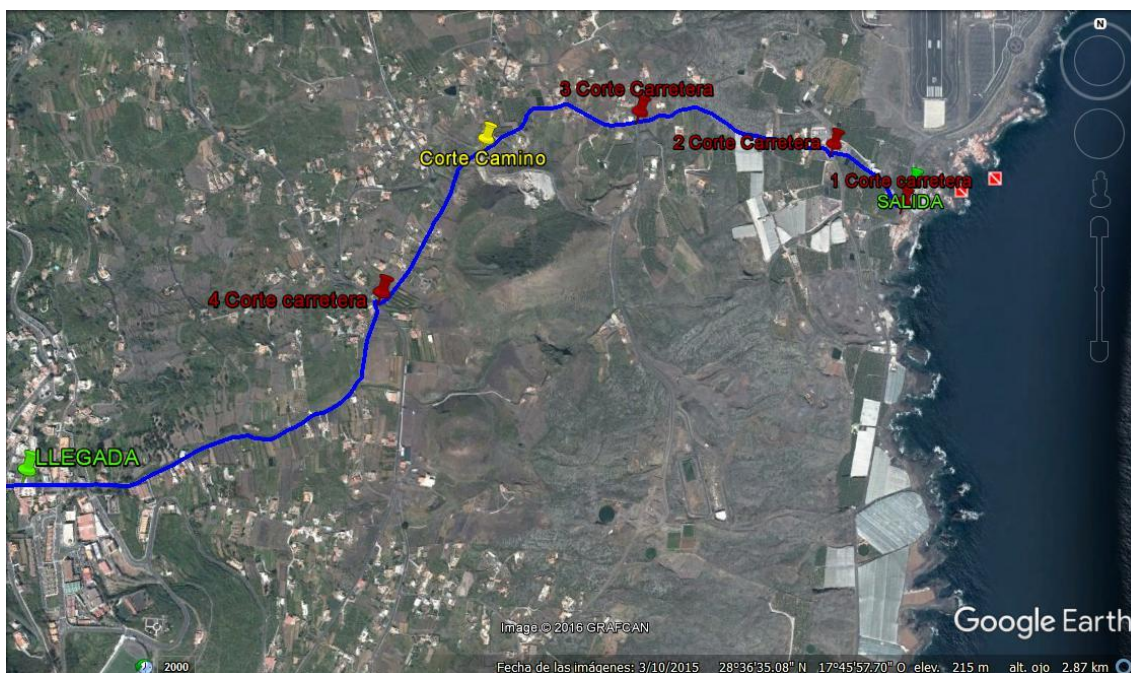 N
3 Corte Carretera
2 Corte Carretera
Corte Camino
1 Corte carretera
SALIDA
4 Corte carretera
LLEGADA
Image © 2016 GRAFCAN
Google Earth
2000
Fecha de las imágenes: 3/10/2015 28°36'35.08" N 17°45'57.70" O elev. 215 m alt. ojo 2.87 km